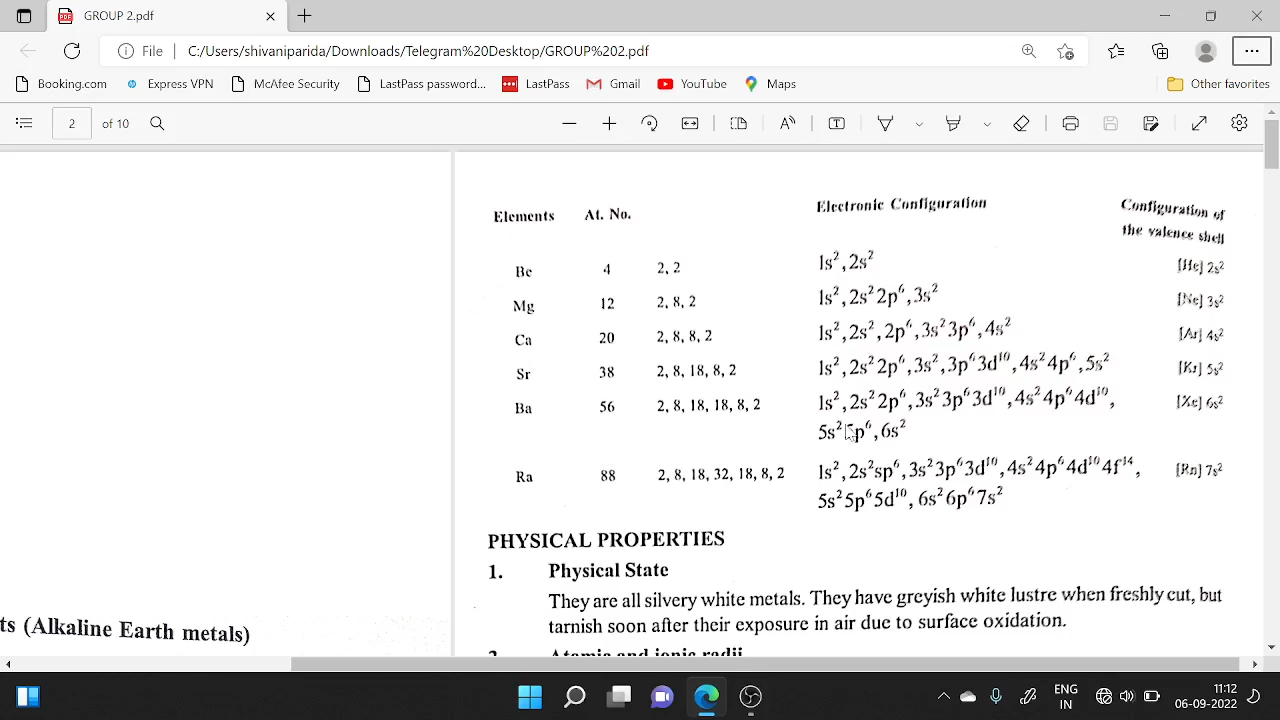 GROUP 2.pdf
File C:/Users/shivaniparida/Downloads/Telegram%20Desktop/GROUP%202.pdf
Booking.com Express VPN McAfee Security LastPass password... LastPass Gmail YouTube Maps Other favorites
2 of 10
Elements At. No. Electronic Configuration Configuration of the valence shell
Be 4 2, 2 1s², 2s² [He] 2s²
Mg 12 2, 8, 2 1s², 2s² 2p⁶, 3s² [Ne] 3s²
Ca 20 2, 8, 8, 2 1s², 2s², 2p⁶, 3s² 3p⁶, 4s² [Ar] 4s²
Sr 38 2, 8, 18, 8, 2 1s², 2s² 2p⁶, 3s², 3p⁶ 3d¹⁰, 4s² 4p⁶, 5s² [Kr] 5s²
Ba 56 2, 8, 18, 18, 8, 2 1s², 2s² 2p⁶, 3s² 3p⁶ 3d¹⁰, 4s² 4p⁶ 4d¹⁰, [Xe] 6s²
5s² 5p⁶, 6s²
Ra 88 2, 8, 18, 32, 18, 8, 2 1s², 2s² sp⁶, 3s² 3p⁶ 3d¹⁰, 4s² 4p⁶ 4d¹⁰ 4f¹⁴, [Rn] 7s²
5s² 5p⁶ 5d¹⁰, 6s² 6p⁶ 7s²
PHYSICAL PROPERTIES
1. Physical State
They are all silvery white metals. They have greyish white lustre when freshly cut, but
tarnish soon after their exposure in air due to surface oxidation.
ts (Alkaline Earth metals)
2. Atomic and ionic radii
ENG 11:12
IN 06-09-2022